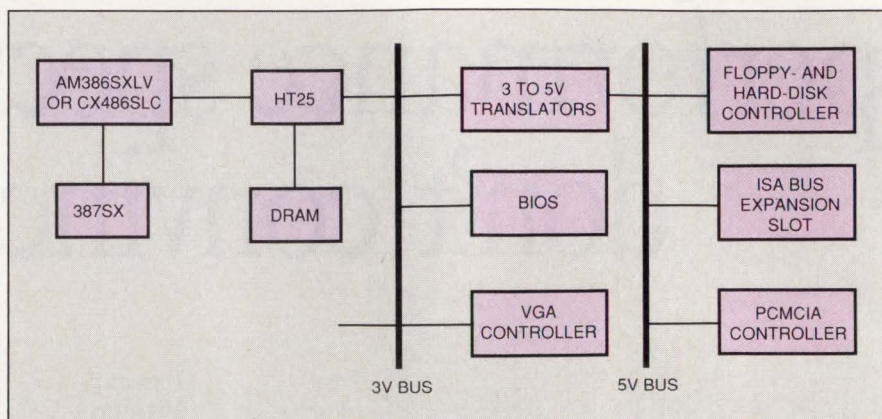 AM386SXLV
OR CX486SLC
HT25
3 TO 5V
TRANSLATORS
FLOPPY- AND
HARD-DISK
CONTROLLER
387SX
DRAM
BIOS
ISA BUS
EXPANSION
SLOT
VGA
CONTROLLER
PCMCIA
CONTROLLER
3V BUS
5V BUS